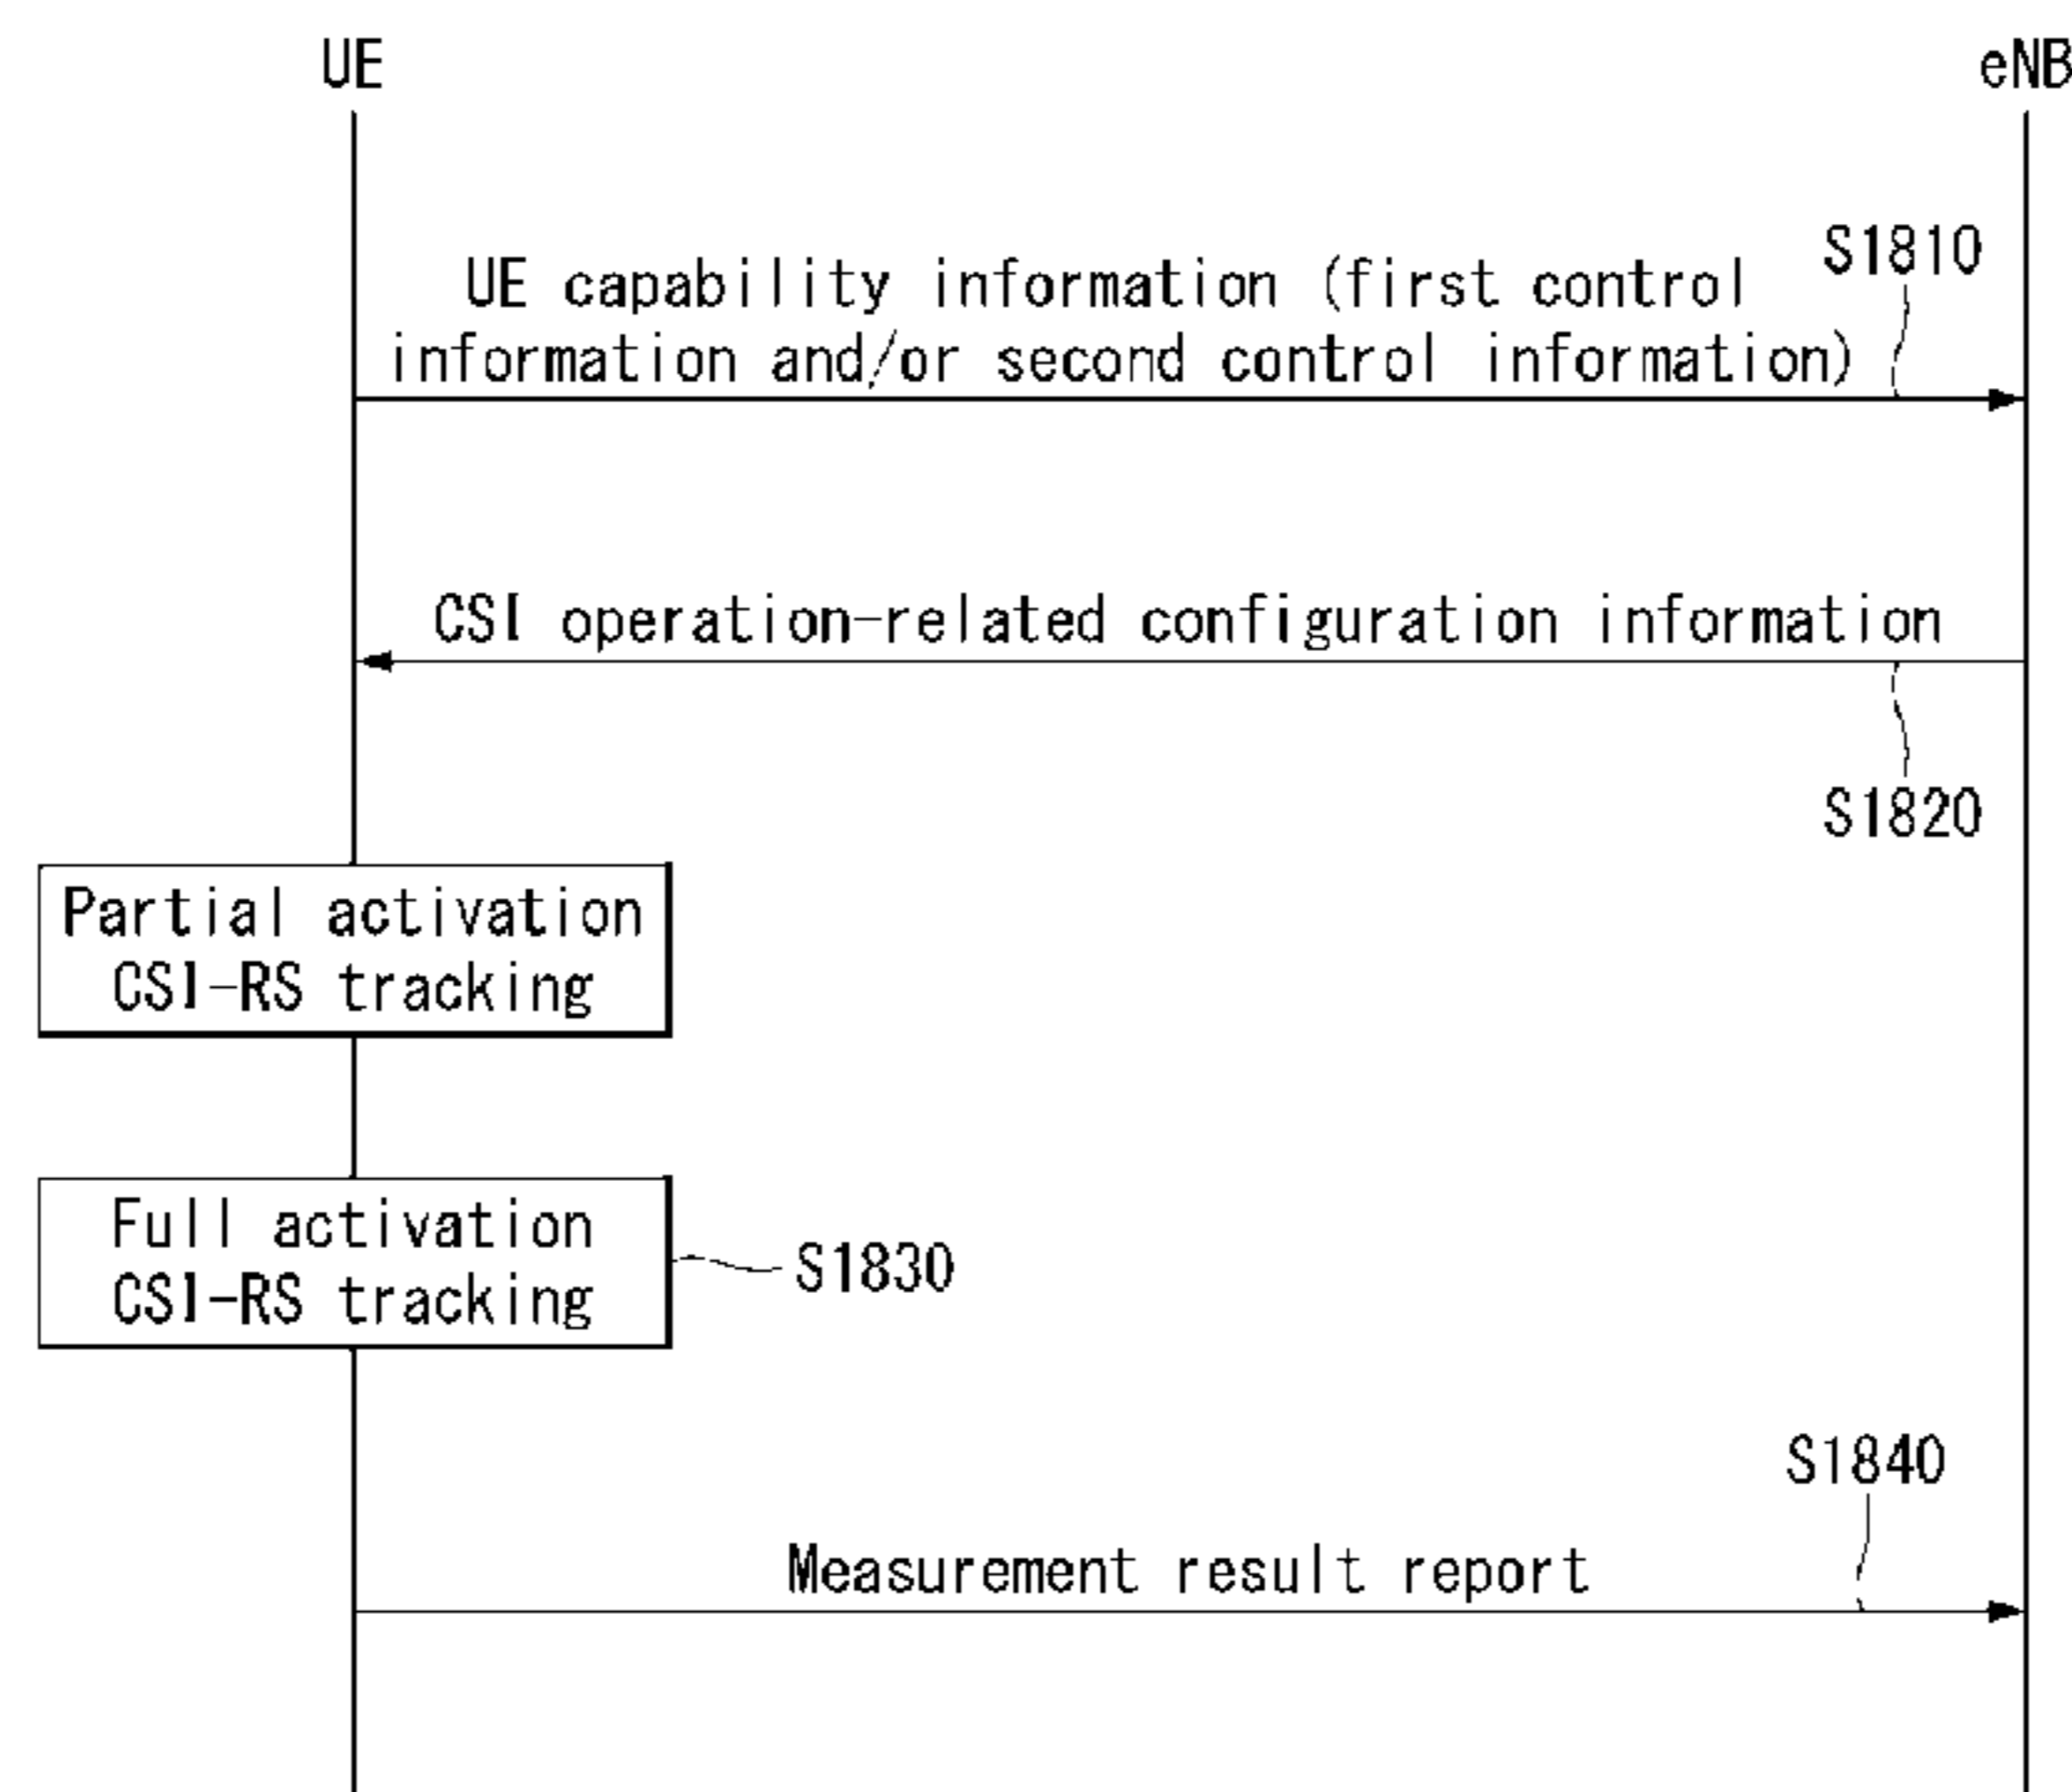 UE
eNB
S1810
UE capability information (first control
information and/or second control information)
CSI operation-related configuration information
S1820
Partial activation
CSI-RS tracking
Full activation
CSI-RS tracking
S1830
S1840
Measurement result report